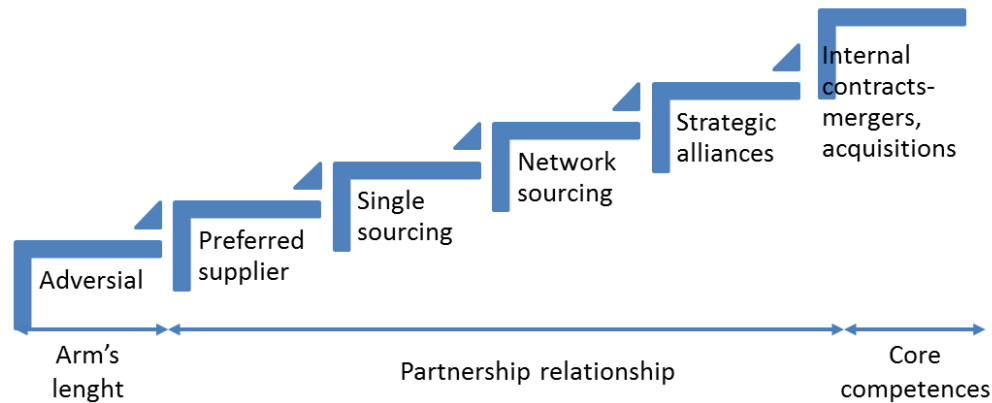 Adversial
Preferred
supplier
Single
sourcing
Network
sourcing
Strategic
alliances
Internal
contracts-
mergers,
acquisitions
Arm's
lenght
Partnership relationship
Core
competences